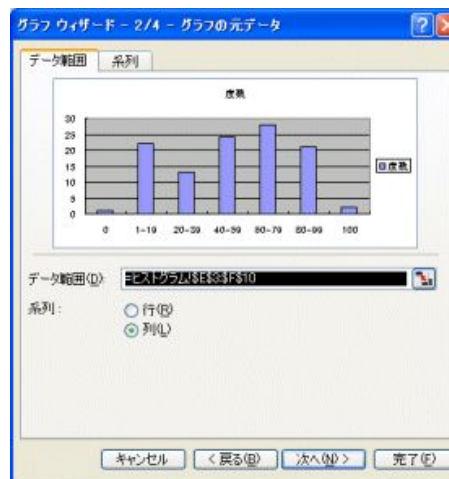 グラフ ウィザード - 2/4 - グラフの元データ
データ範囲 系列
度数
30
25
20
15
10
5
0
0 1-19 20-39 40-59 60-79 80-99 100
度数
データ範囲(D): =ヒストグラム!$E$3:$F$10
系列:
行(R)
列(L)
キャンセル < 戻る(B) 次へ(N) > 完了(F)